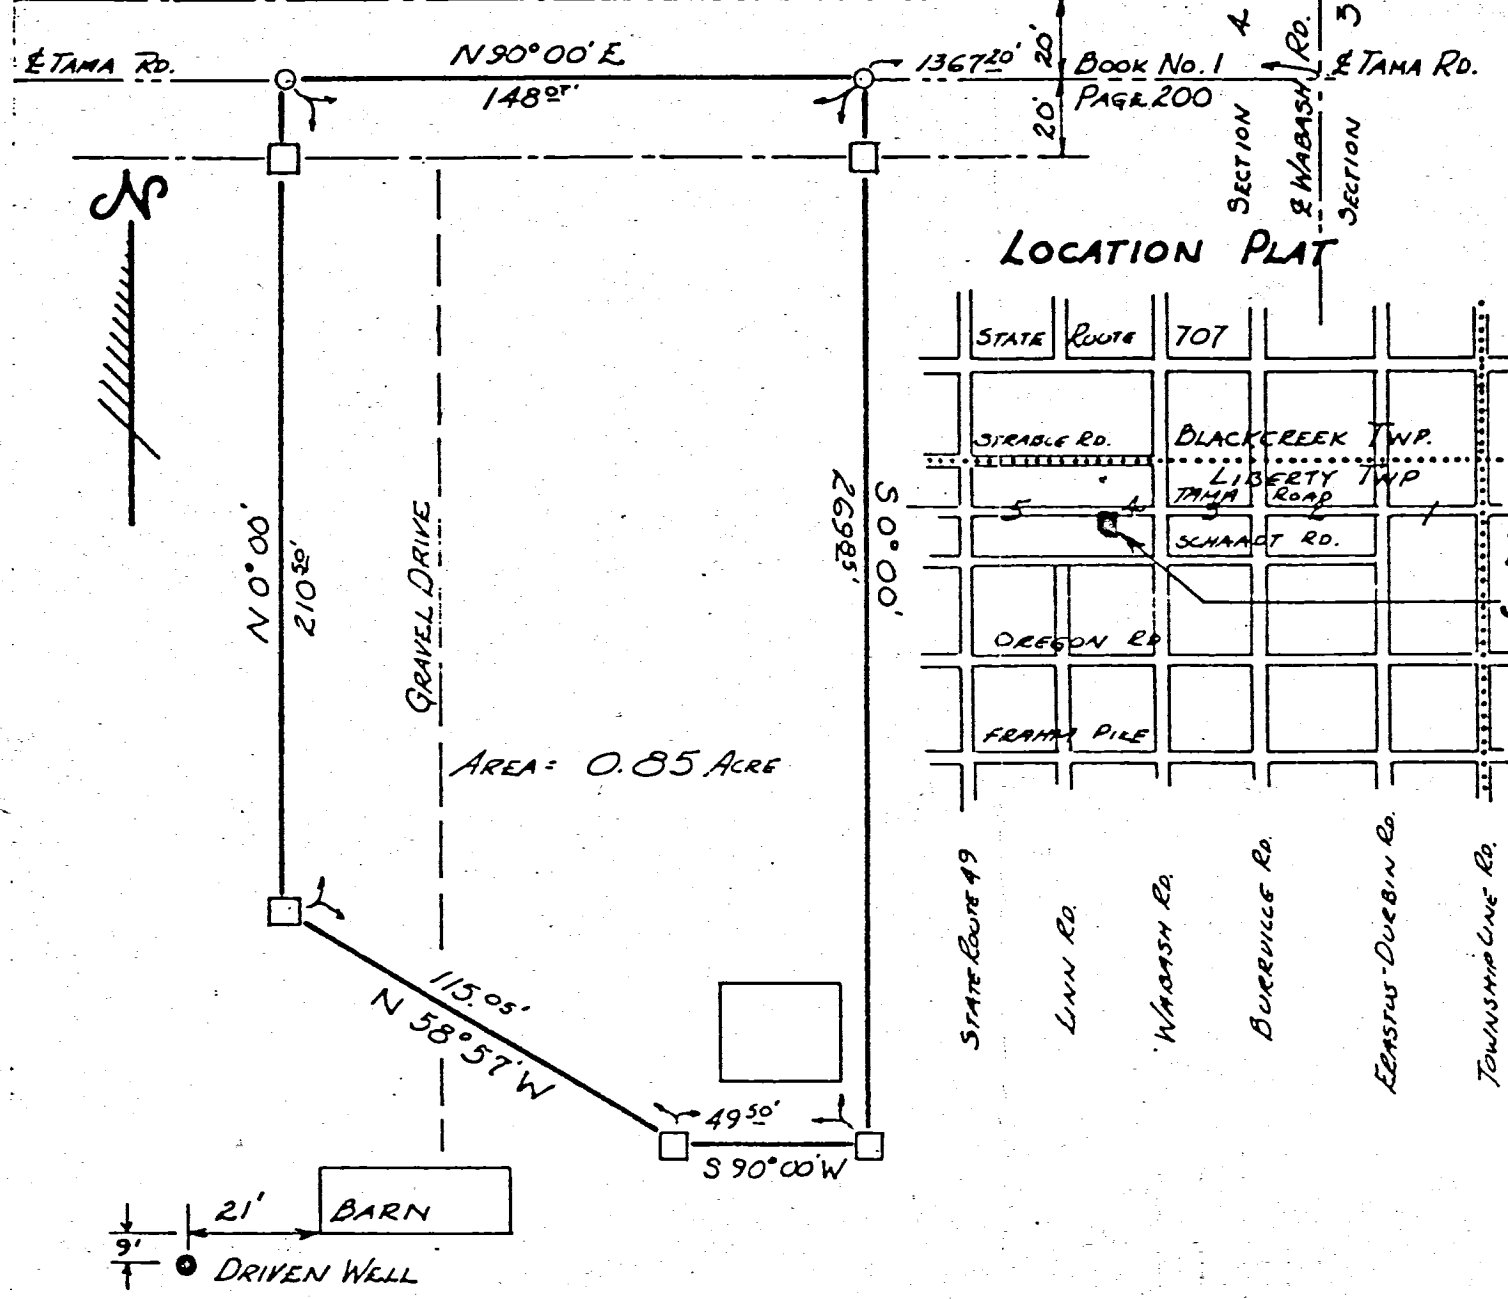 ℄ TAMA RD.
N 90° 00' E
148.07'
1367.20'
20'
20'
BOOK NO. 1
PAGE 200
SECTION 4
℄ WABASH RD.
SECTION 3
℄ TAMA RD.
N
N 0° 00'
210.50'
GRAVEL DRIVE
S 0° 00'
269.85'
AREA = 0.85 ACRE
115.05'
N 58° 57' W
49.50'
S 90° 00' W
21'
BARN
9'
DRIVEN WELL
LOCATION PLAT
STATE ROUTE 707
STRABLE RD.
BLACKCREEK TWP.
LIBERTY TWP
TAMA ROAD
5 4 3 2 1
SCHAADT RD.
OREGON RD
FRAHM PIKE
STATE ROUTE 49
LINN RD.
WABASH RD.
BURRVILLE RD.
ERASTUS-DURBIN RD.
TOWNSHIP LINE RD.